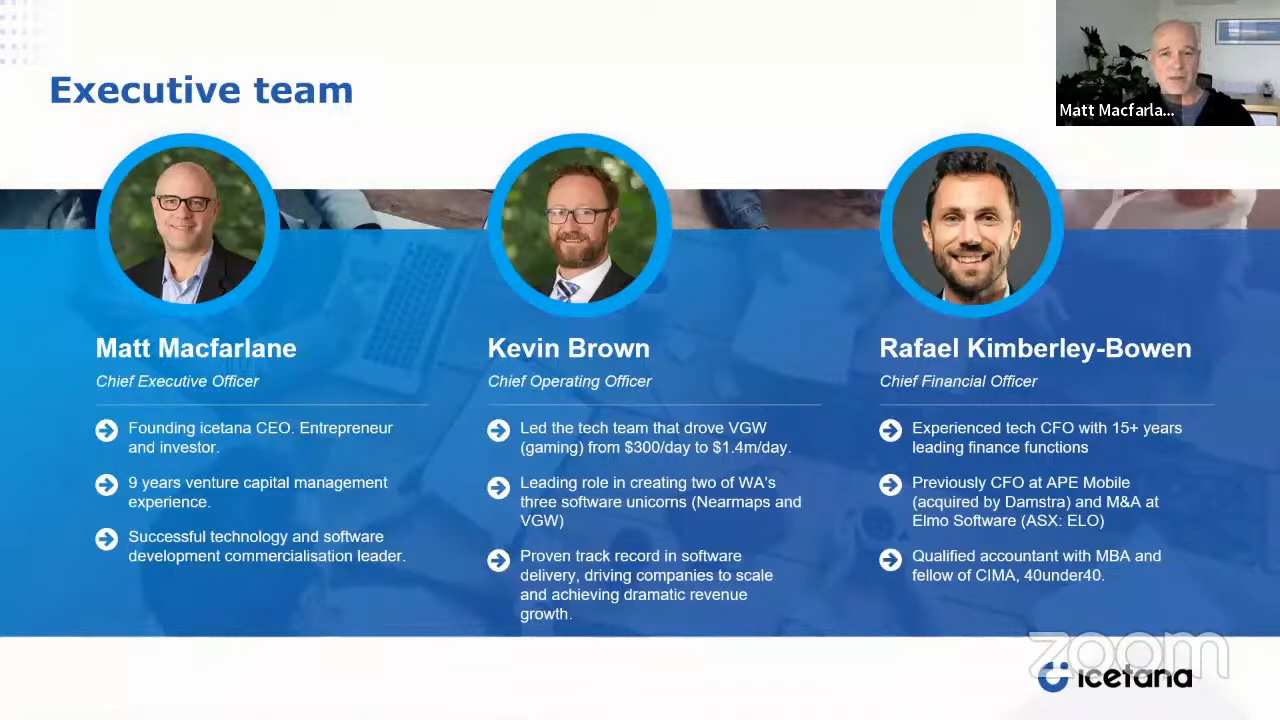 Executive team
Matt Macfarla...
Matt Macfarlane
Chief Executive Officer
Founding icetana CEO. Entrepreneur
and investor.
9 years venture capital management
experience.
Successful technology and software
development commercialisation leader.
Kevin Brown
Chief Operating Officer
Led the tech team that drove VGW
(gaming) from $300/day to $1.4m/day.
Leading role in creating two of WA's
three software unicorns (Nearmaps and
VGW)
Proven track record in software
delivery, driving companies to scale
and achieving dramatic revenue
growth.
Rafael Kimberley-Bowen
Chief Financial Officer
Experienced tech CFO with 15+ years
leading finance functions
Previously CFO at APE Mobile
(acquired by Damstra) and M&A at
Elmo Software (ASX: ELO)
Qualified accountant with MBA and
fellow of CIMA, 40under40.
zoom
icetana